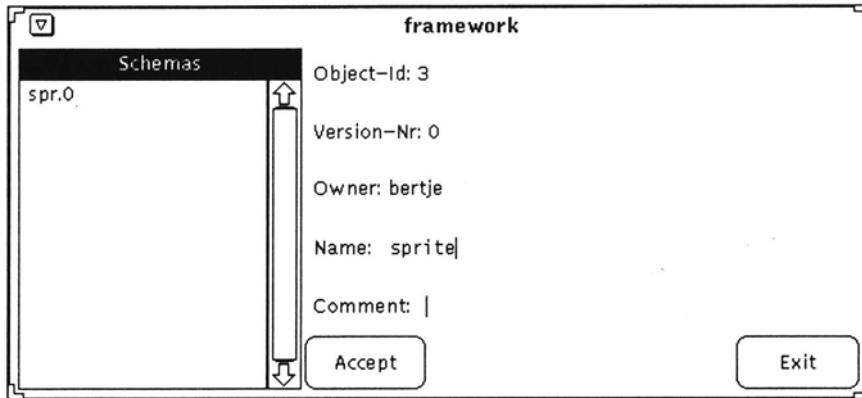 framework
Schemas
spr.0
Object-Id: 3
Version-Nr: 0
Owner: bertje
Name: sprite
Comment:
Accept
Exit